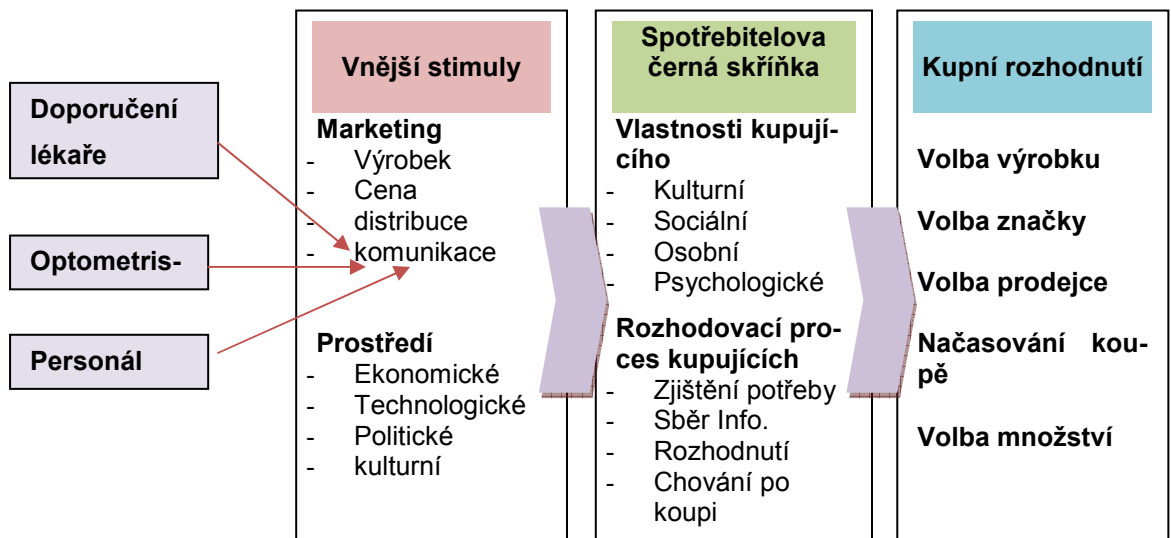 Doporučení
lékaře
Optometris-
Personál
Vnější stimuly
Marketing
- Výrobek
- Cena
- distribuce
- komunikace
Prostředí
- Ekonomické
- Technologické
- Politické
- kulturní
Spotřebitelova
černá skříňka
Vlastnosti kupují-
cího
- Kulturní
- Sociální
- Osobní
- Psychologické
Rozhodovací pro-
ces kupujících
- Zjištění potřeby
- Sběr Info.
- Rozhodnutí
- Chování po
koupi
Kupní rozhodnutí
Volba výrobku
Volba značky
Volba prodejce
Načasování kou-
pě
Volba množství